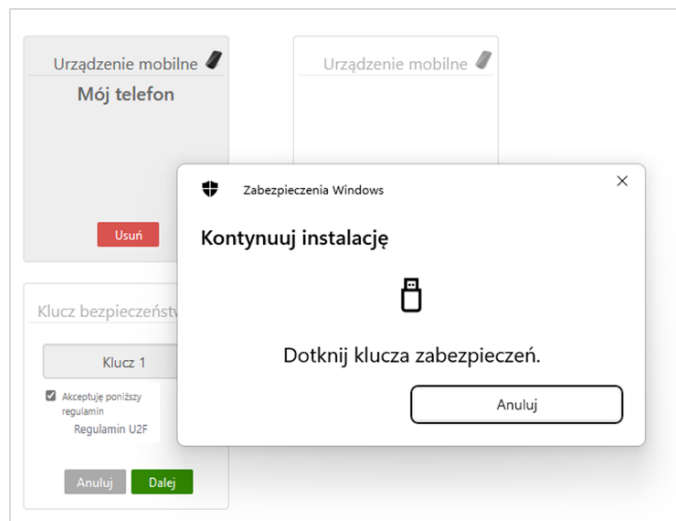 Urządzenie mobilne
Mój telefon
Usuń
Urządzenie mobilne
Zabezpieczenia Windows
Kontynuuj instalację
Dotknij klucza zabezpieczeń.
Anuluj
Klucz
Klucz 1
Akceptuję poniższy
regulamin
Regulamin U2F
Anuluj
Dalej